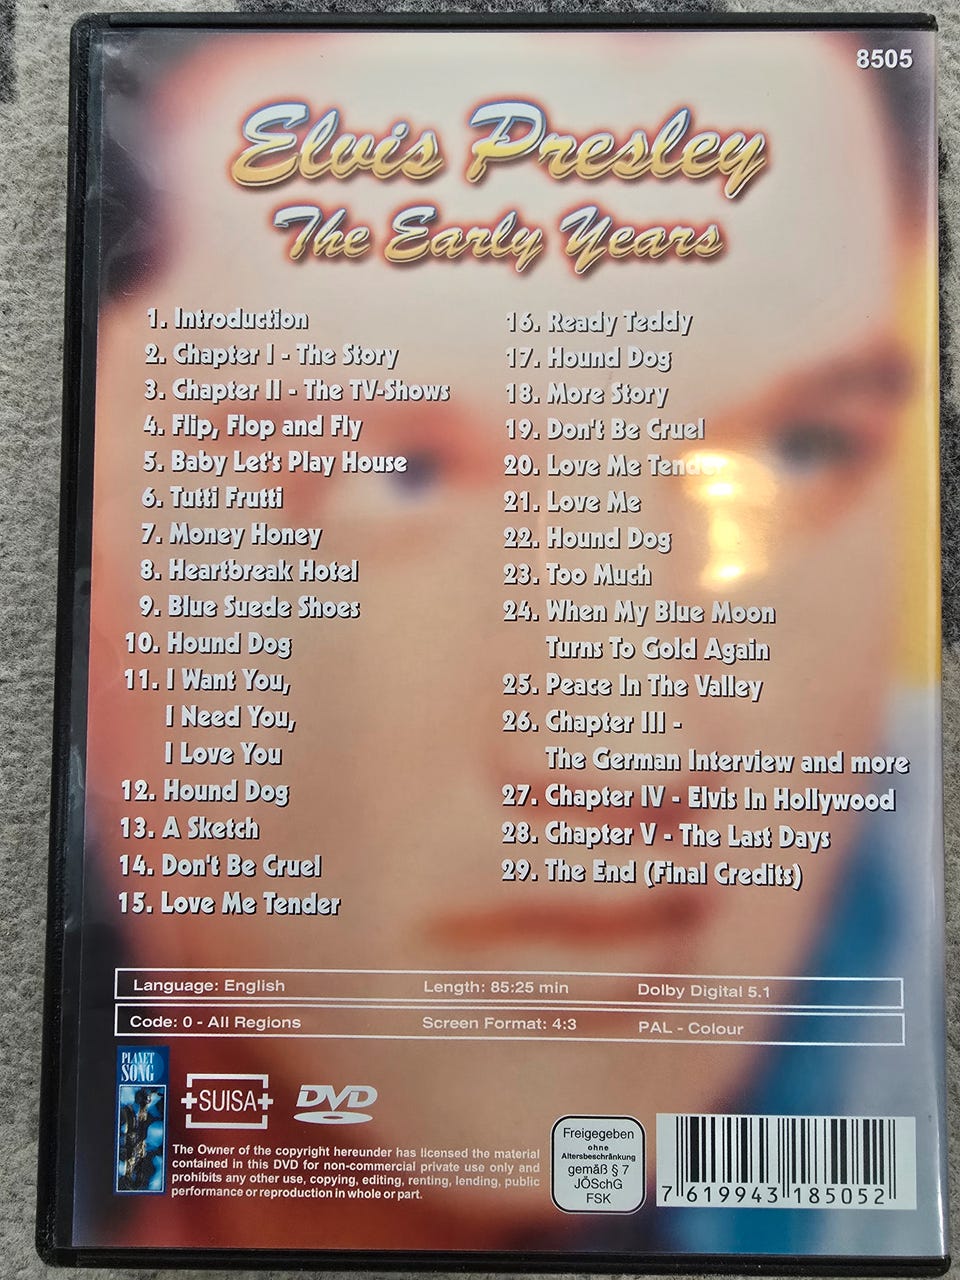 8505
Elvis Presley
The Early Years
1. Introduction
2. Chapter I - The Story
3. Chapter II - The TV-Shows
4. Flip, Flop and Fly
5. Baby Let's Play House
6. Tutti Frutti
7. Money Honey
8. Heartbreak Hotel
9. Blue Suede Shoes
10. Hound Dog
11. I Want You,
I Need You,
I Love You
12. Hound Dog
13. A Sketch
14. Don't Be Cruel
15. Love Me Tender
16. Ready Teddy
17. Hound Dog
18. More Story
19. Don't Be Cruel
20. Love Me Tender
21. Love Me
22. Hound Dog
23. Too Much
24. When My Blue Moon
Turns To Gold Again
25. Peace In The Valley
26. Chapter III -
The German Interview and more
27. Chapter IV - Elvis In Hollywood
28. Chapter V - The Last Days
29. The End (Final Credits)
Language: English Length: 85:25 min Dolby Digital 5.1
Code: 0 - All Regions Screen Format: 4:3 PAL - Colour
PLANET
SONG
SUISA
DVD
The Owner of the copyright hereunder has licensed the material
contained in this DVD for non-commercial private use only and
prohibits any other use, copying, editing, renting, lending, public
performance or reproduction in whole or part.
Freigegeben
ohne
Altersbeschränkung
gemäß § 7
JÖSchG
FSK
7 619943 185052